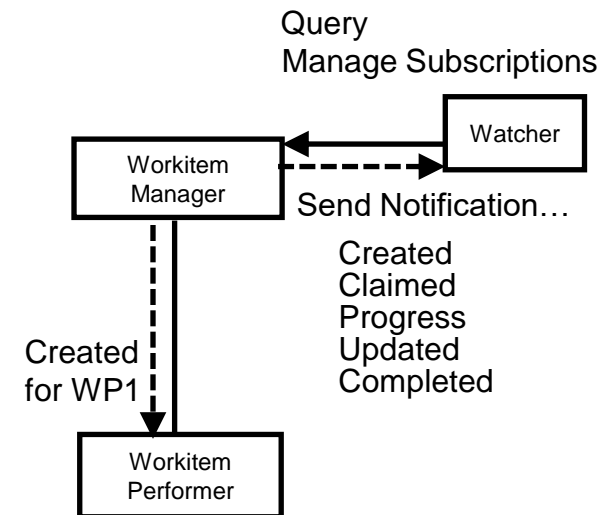 Query
Manage Subscriptions
Watcher
Workitem
Manager
Send Notification…
Created
Claimed
Progress
Updated
Completed
Created
for WP1
Workitem
Performer